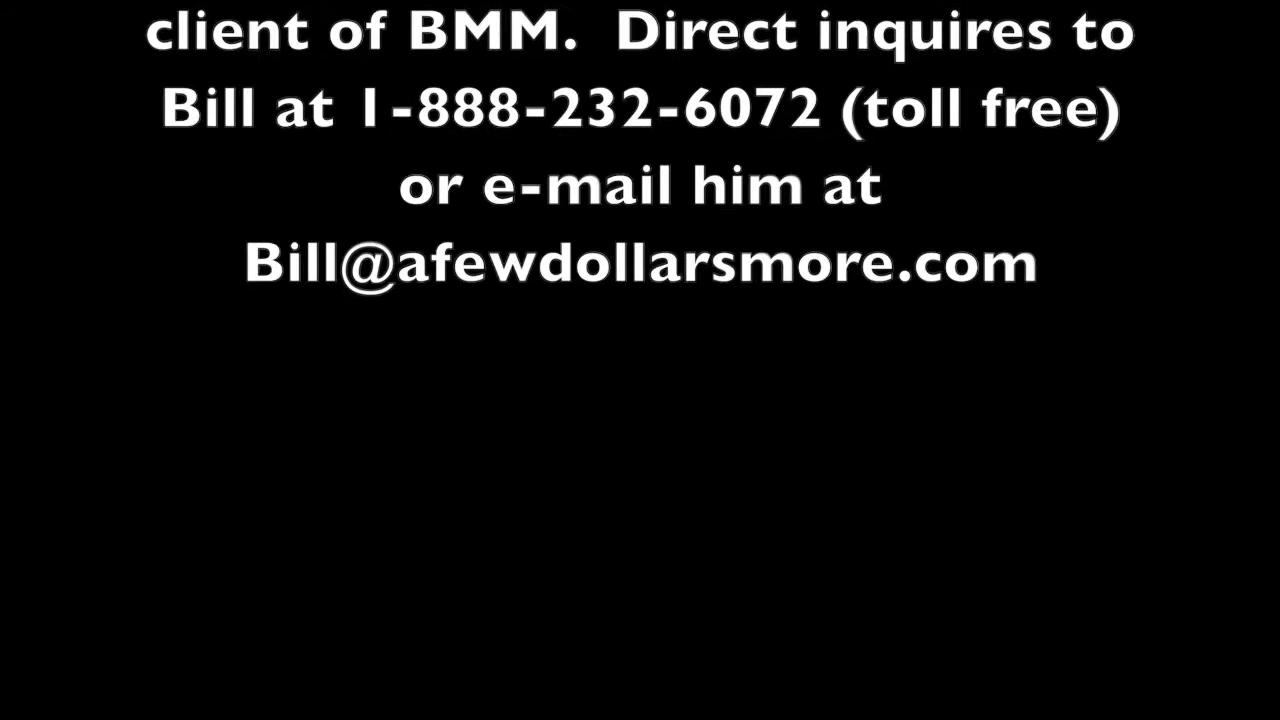 client of BMM.  Direct inquires to
Bill at 1-888-232-6072 (toll free)
or e-mail him at
Bill@afewdollarsmore.com